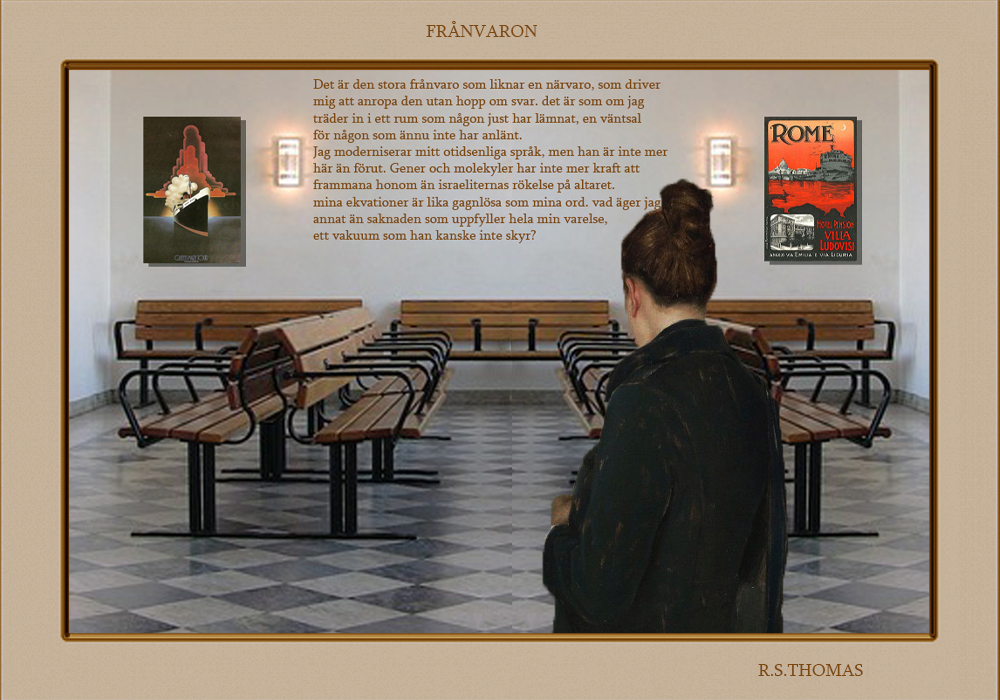 FRÅNVARON
Det är den stora frånvaro som liknar en närvaro, som driver
mig att anropa den utan hopp om svar. det är som om jag
träder in i ett rum som någon just har lämnat, en väntsal
för någon som ännu inte har anlänt.
Jag moderniserar mitt otidsenliga språk, men han är inte mer
här än förut. Gener och molekyler har inte mer kraft att
frammana honom än israeliternas rökelse på altaret.
mina ekvationer är lika gagnlösa som mina ord. vad äger jag
annat än saknaden som uppfyller hela min varelse,
ett vakuum som han kanske inte skyr?
ROME
HOTEL PENSION
VILLA
LUDOVISI
VIA EMILIA E VIA LIGURIA
R.S.THOMAS